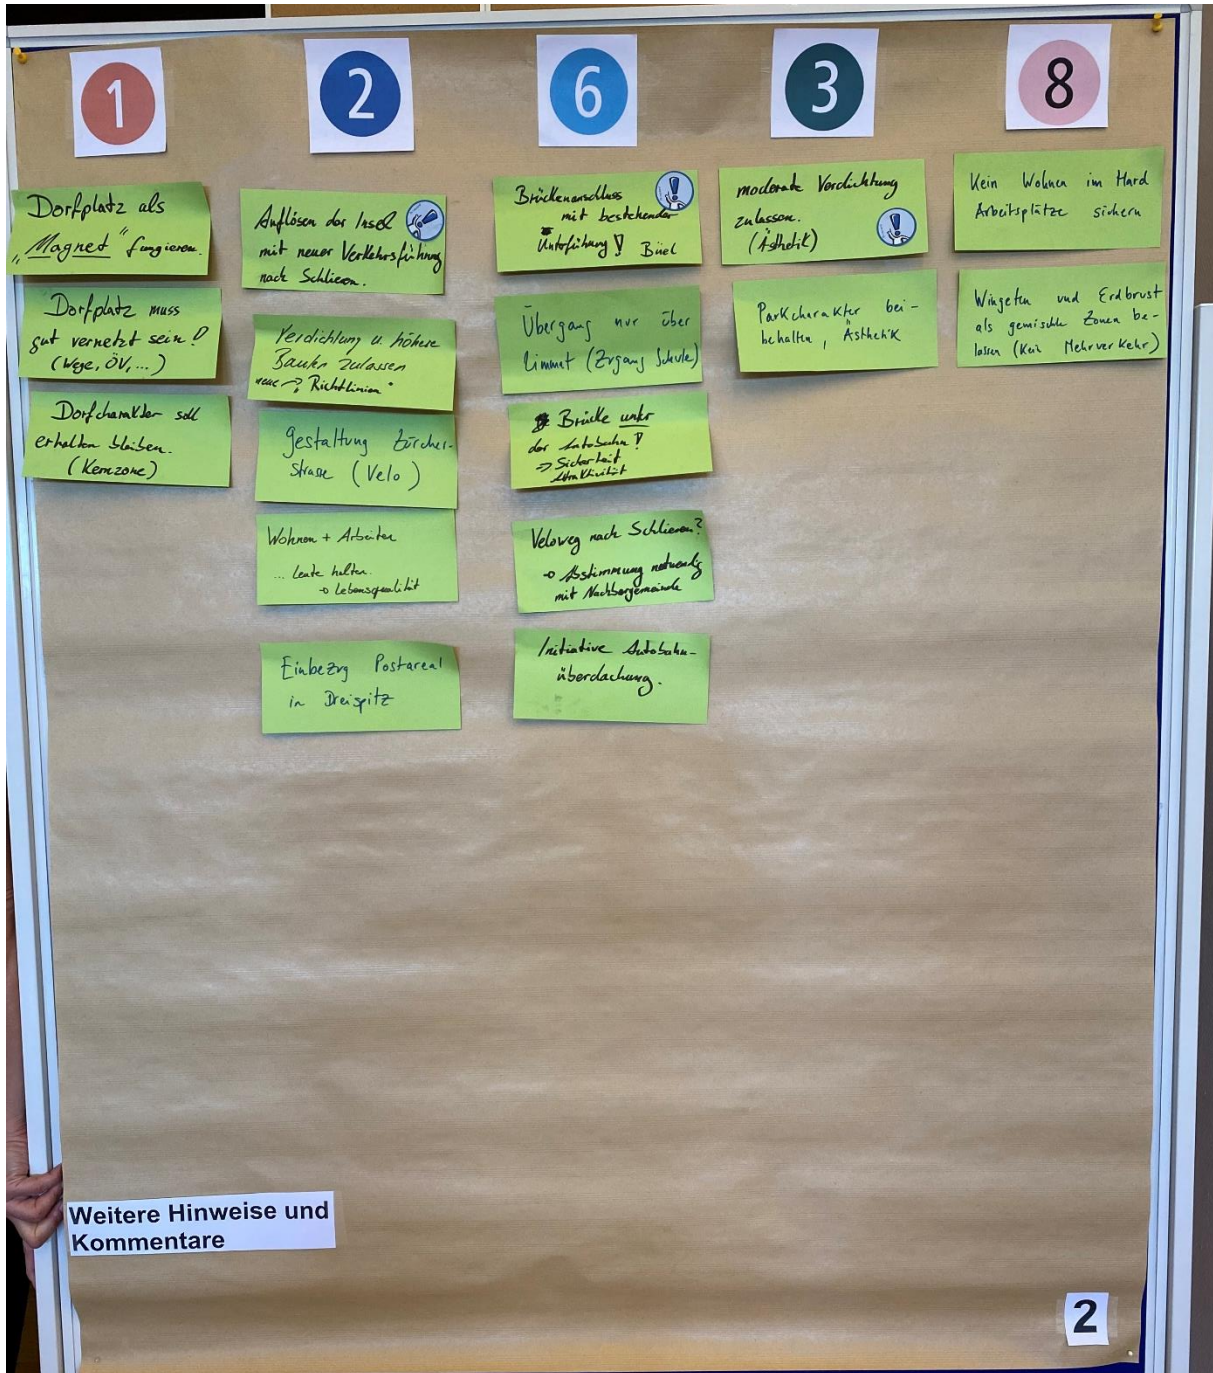 1
Dorfplatz als
„Magnet" fungieren.
Dorfplatz muss
gut vernetzt sein!
(Wege, ÖV, ...)
Dorfcharakter soll
erhalten bleiben.
(Kernzone)
2
Auflösen der Insel
mit neuer Verkehrsführung
nach Schlieren.
Verdichtung u. höhere
Bauten zulassen
neue → Richtlinien
Gestaltung Zürcher-
strasse (Velo)
Wohnen + Arbeiten
... Leute halten.
→ Lebensqualität
Einbezug Postareal
in Dreispitz
6
Brückenanschluss
mit bestehender
Unterführung! Büel
Übergang nur über
Limmat (Zugang Schule)
Brücke unter
der Autobahn!
→ Sicherheit
Attraktivität
Veloweg nach Schlieren?
→ Abstimmung notwendig
mit Nachbargemeinde
Initiative Autobahn-
überdachung.
3
moderate Verdichtung
zulassen.
(Ästhetik)
Parkcharakter bei-
behalten, Ästhetik
8
Kein Wohnen im Hard
Arbeitsplätze sichern
Wingeten und Erdbrust
als gemischte Zonen be-
lassen (Kein Mehrverkehr)
Weitere Hinweise und
Kommentare
2